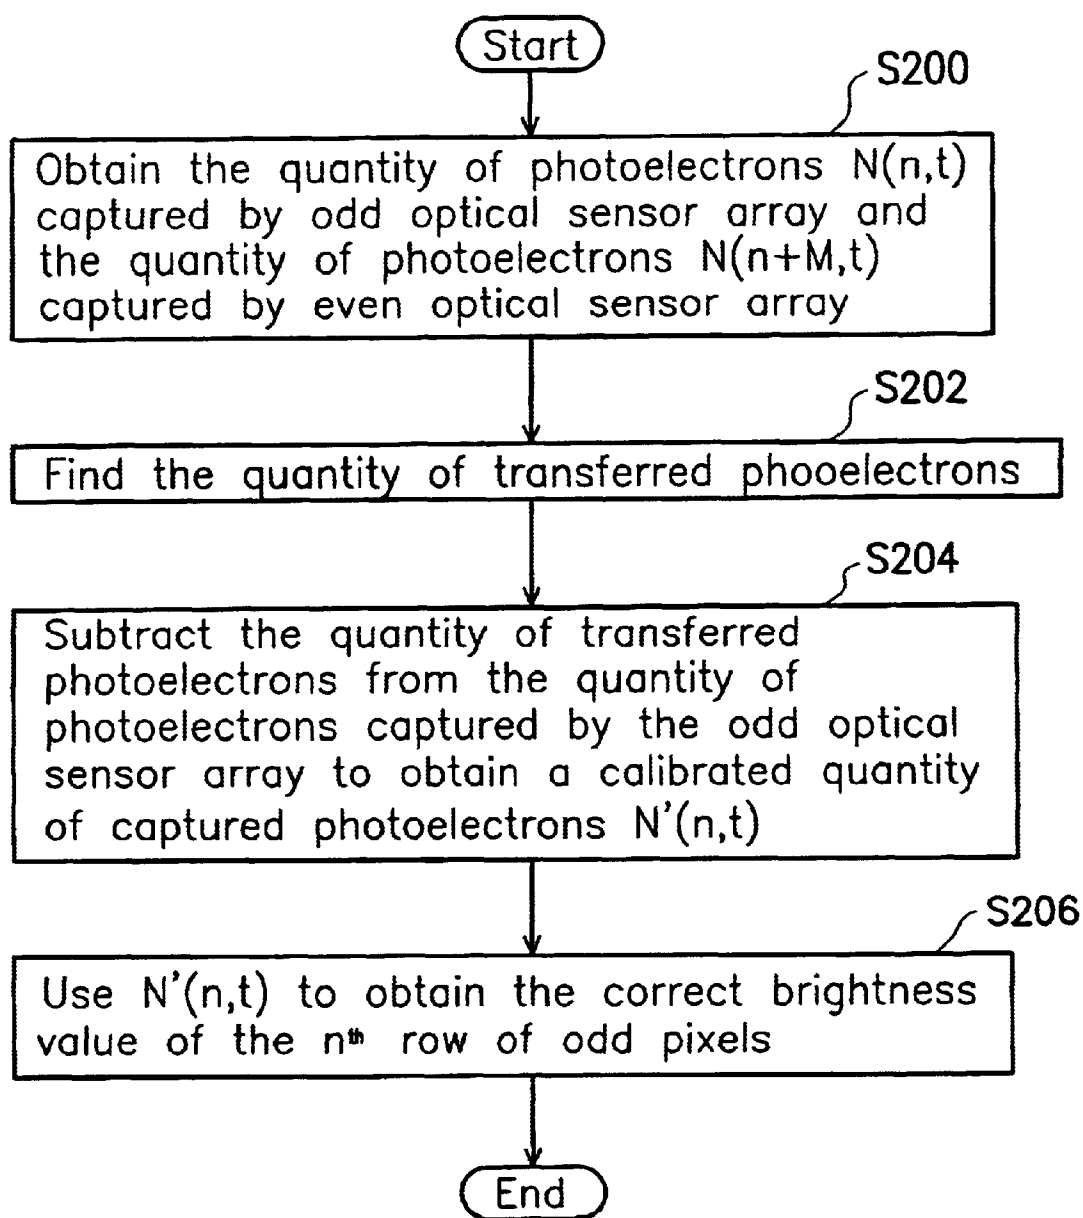 Start
S200
Obtain the quantity of photoelectrons N(n,t)
captured by odd optical sensor array and
the quantity of photoelectrons N(n+M,t)
captured by even optical sensor array
S202
Find the quantity of transferred phooelectrons
S204
Subtract the quantity of transferred
photoelectrons from the quantity of
photoelectrons captured by the odd optical
sensor array to obtain a calibrated quantity
of captured photoelectrons N'(n,t)
S206
Use N'(n,t) to obtain the correct brightness
value of the nth row of odd pixels
End